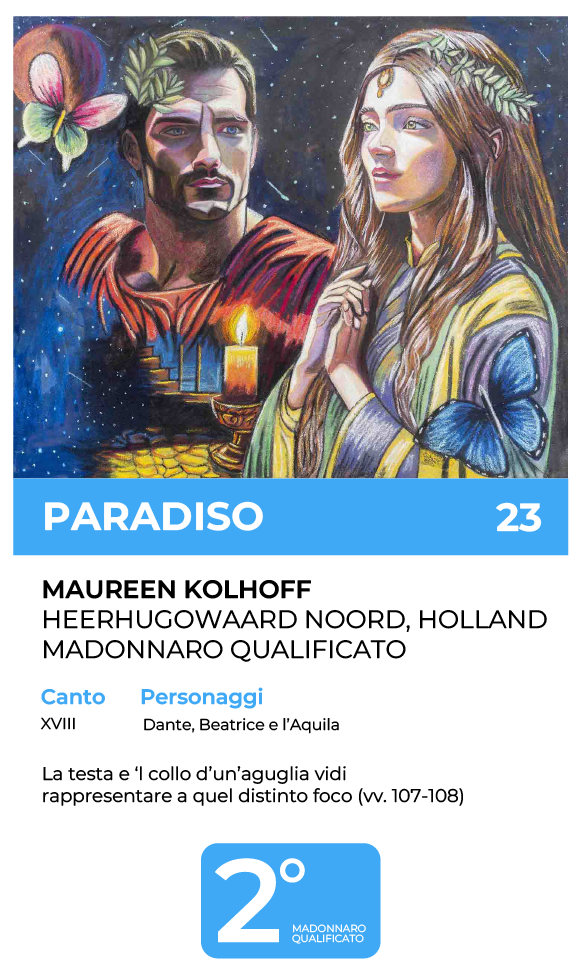 PARADISO 23
MAUREEN KOLHOFF
HEERHUGOWAARD NOORD, HOLLAND
MADONNARO QUALIFICATO
Canto Personaggi
XVIII Dante, Beatrice e l’Aquila
La testa e ‘l collo d’un’aguglia vidi
rappresentare a quel distinto foco (vv. 107-108)
2°
MADONNARO
QUALIFICATO